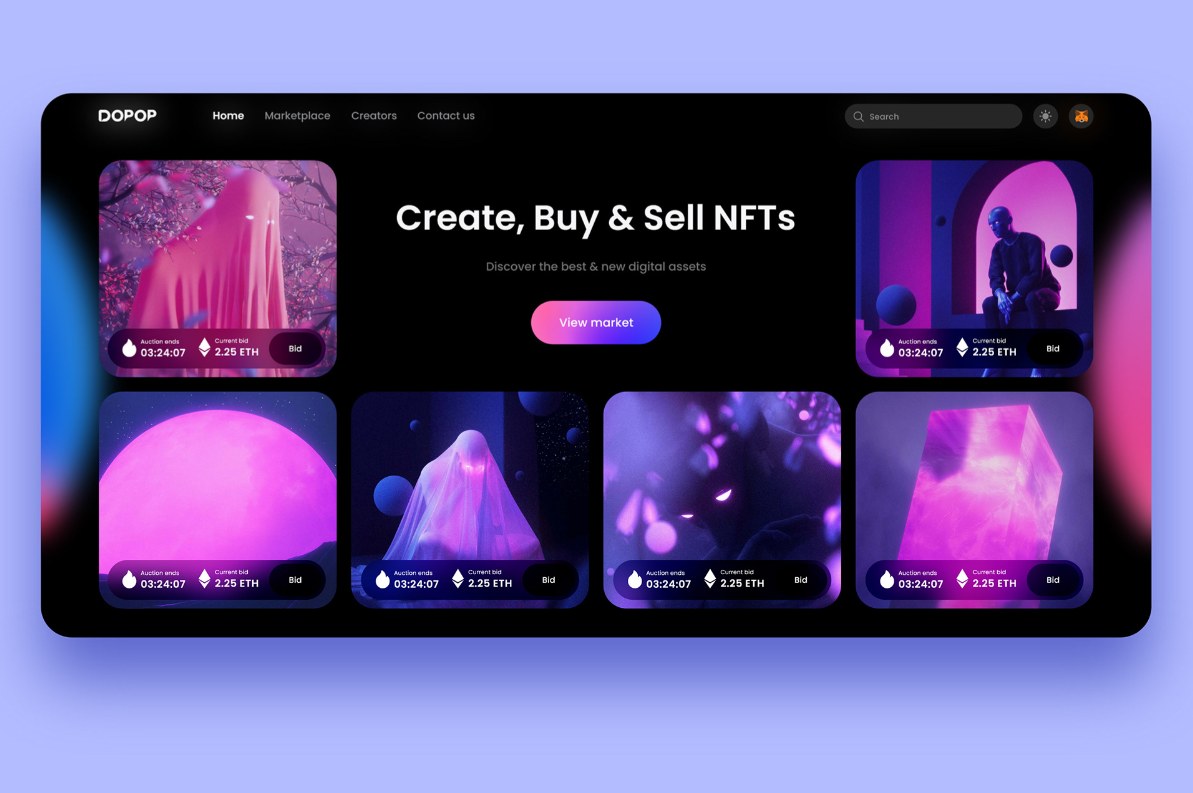 DOPOP
Home Marketplace Creators Contact us
Search
Create, Buy & Sell NFTs
Discover the best & new digital assets
View market
Auction ends
03:24:07
Current bid
2.25 ETH
Bid
Auction ends
03:24:07
Current bid
2.25 ETH
Bid
Auction ends
03:24:07
Current bid
2.25 ETH
Bid
Auction ends
03:24:07
Current bid
2.25 ETH
Bid
Auction ends
03:24:07
Current bid
2.25 ETH
Bid
Auction ends
03:24:07
Current bid
2.25 ETH
Bid